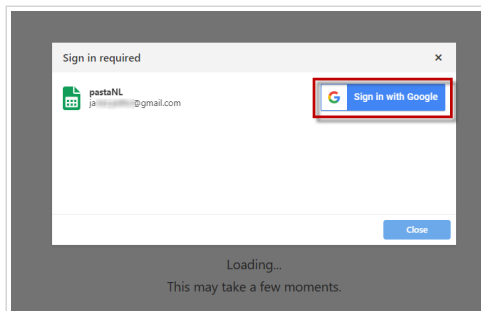 Sign in required
×
pastaNL
ja @gmail.com
G Sign in with Google
Close
Loading...
This may take a few moments.